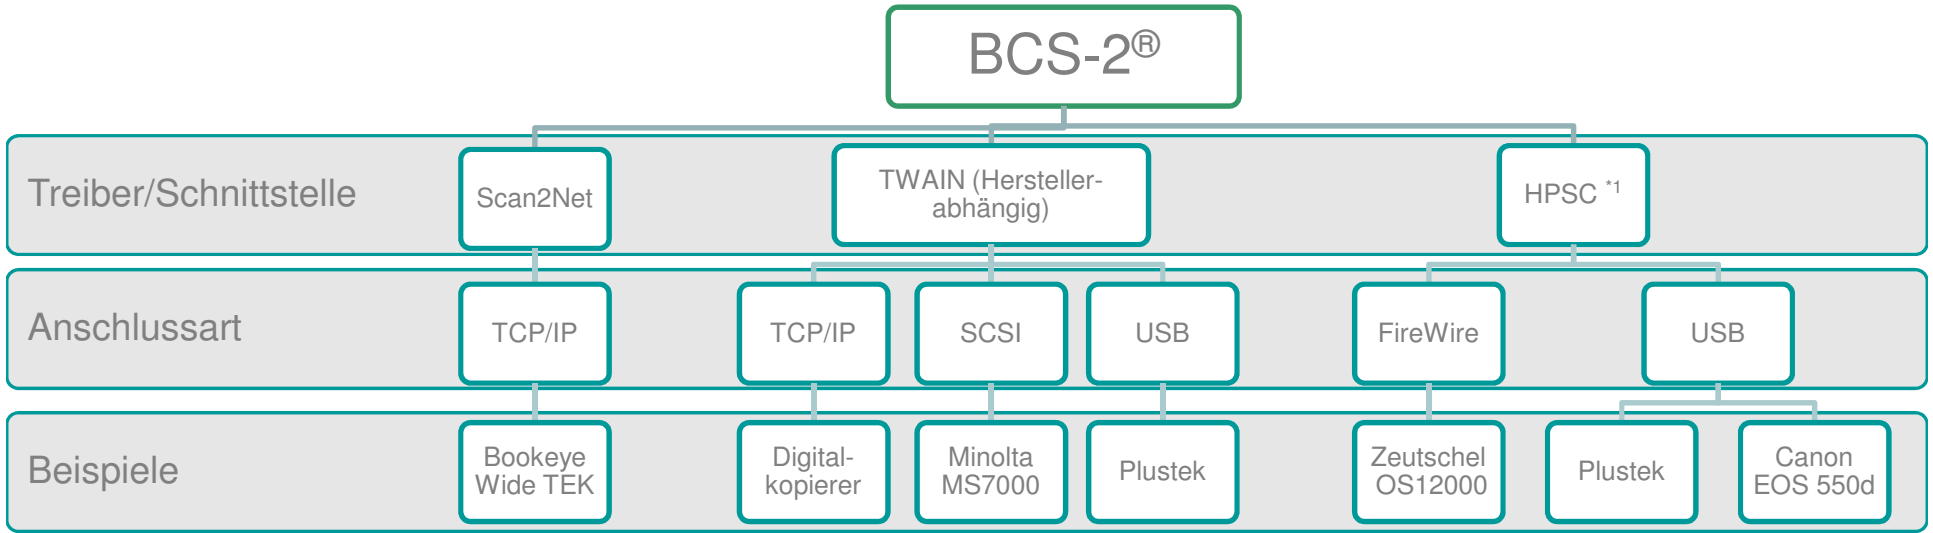 BCS-2®
Treiber/Schnittstelle
Scan2Net
TWAIN (Hersteller-
abhängig)
HPSC *1
Anschlussart
TCP/IP
TCP/IP
SCSI
USB
FireWire
USB
Beispiele
Bookeye
Wide TEK
Digital-
kopierer
Minolta
MS7000
Plustek
Zeutschel
OS12000
Plustek
Canon
EOS 550d